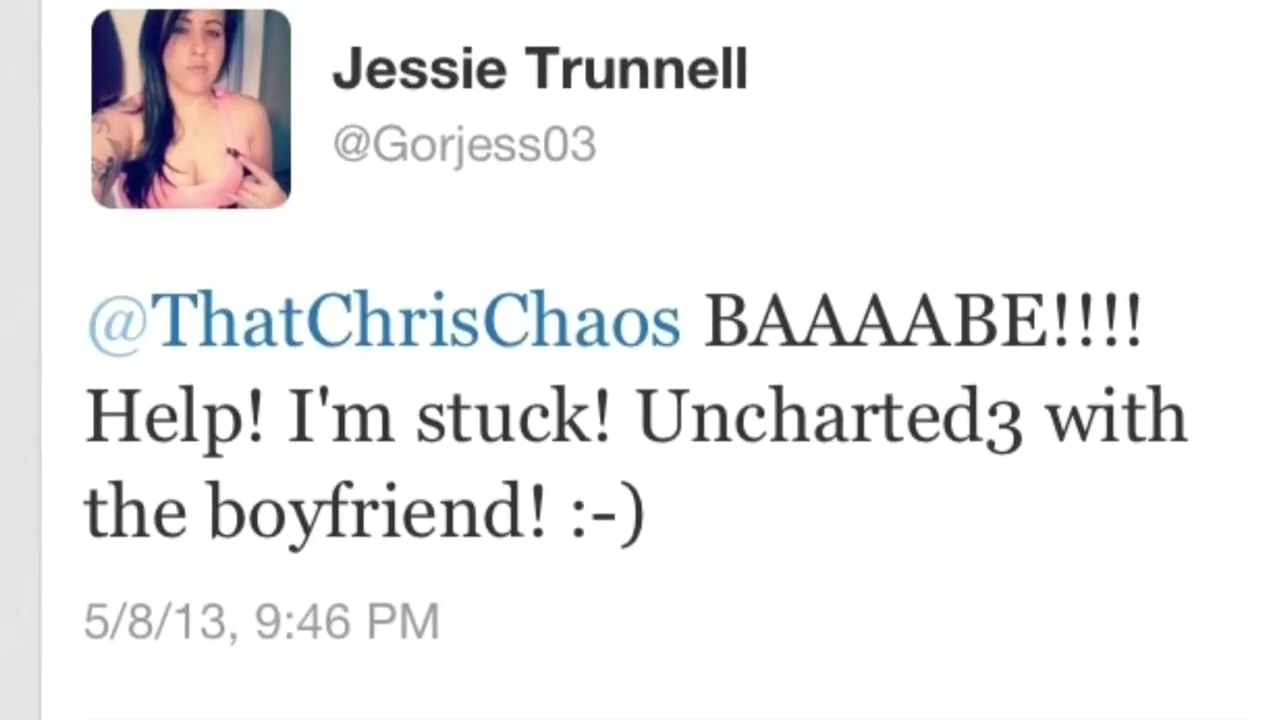 Jessie Trunnell
@Gorjess03
@ThatChrisChaos BAAAABE!!!!
Help! I'm stuck! Uncharted3 with
the boyfriend! :-)
5/8/13, 9:46 PM